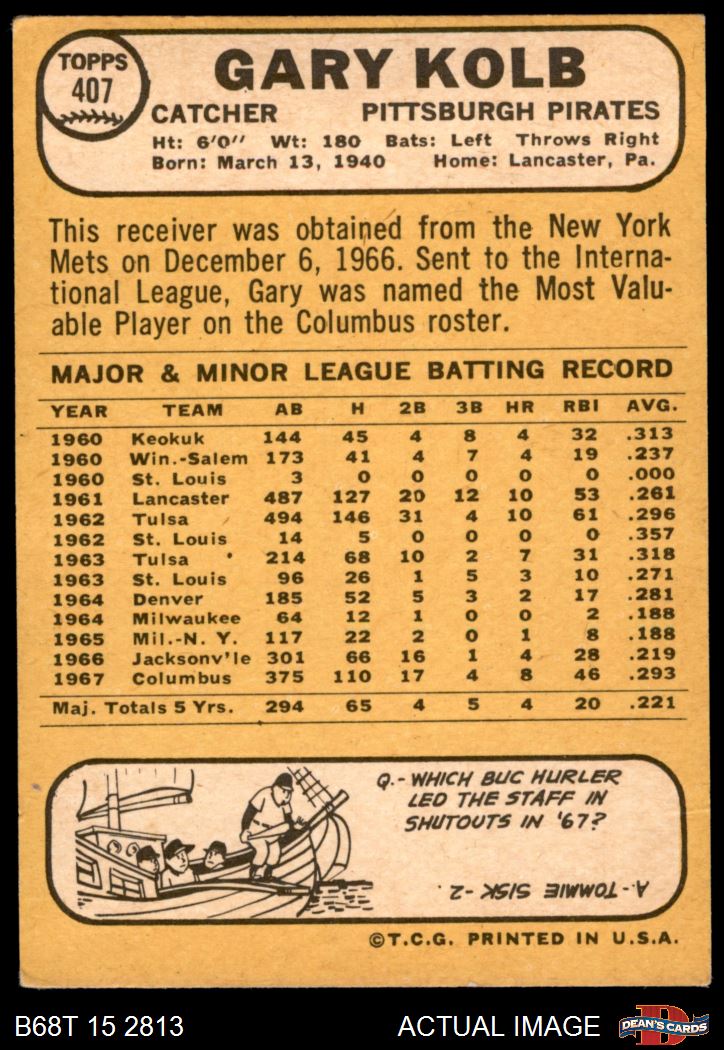 TOPPS
407
GARY KOLB
CATCHER PITTSBURGH PIRATES
Ht: 6'0" Wt: 180 Bats: Left Throws Right
Born: March 13, 1940 Home: Lancaster, Pa.
This receiver was obtained from the New York
Mets on December 6, 1966. Sent to the Interna-
tional League, Gary was named the Most Valu-
able Player on the Columbus roster.
MAJOR & MINOR LEAGUE BATTING RECORD
YEAR TEAM AB H 2B 3B HR RBI AVG.
1960 Keokuk 144 45 4 8 4 32 .313
1960 Win.-Salem 173 41 4 7 4 19 .237
1960 St. Louis 3 0 0 0 0 0 .000
1961 Lancaster 487 127 20 12 10 53 .261
1962 Tulsa 494 146 31 4 10 61 .296
1962 St. Louis 14 5 0 0 0 0 .357
1963 Tulsa 214 68 10 2 7 31 .318
1963 St. Louis 96 26 1 5 3 10 .271
1964 Denver 185 52 5 3 2 17 .281
1964 Milwaukee 64 12 1 0 0 2 .188
1965 Mil.-N. Y. 117 22 2 0 1 8 .188
1966 Jacksonv'le 301 66 16 1 4 28 .219
1967 Columbus 375 110 17 4 8 46 .293
Maj. Totals 5 Yrs. 294 65 4 5 4 20 .221
Q.- WHICH BUC HURLER
LED THE STAFF IN
SHUTOUTS IN '67?
A.- TOMMIE SISK - 2.
©T.C.G. PRINTED IN U.S.A.
B68T 15 2813 ACTUAL IMAGE
DEAN'S CARDS